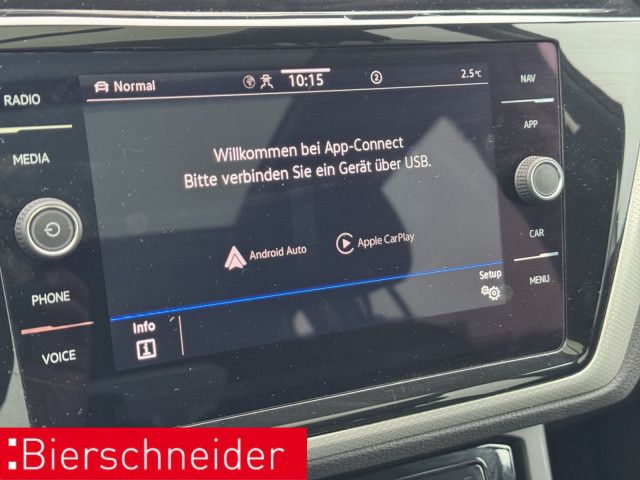 RADIO
MEDIA
PHONE
VOICE
Normal
10:15
2
2.5°C
Willkommen bei App-Connect
Bitte verbinden Sie ein Gerät über USB.
Android Auto
Apple CarPlay
Setup
Info
NAV
APP
CAR
MENU
Bierschneider